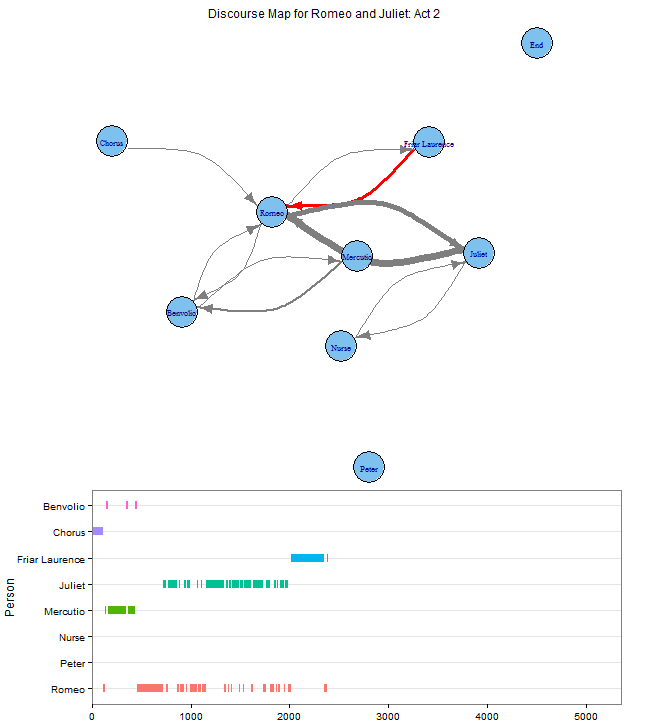 Discourse Map for Romeo and Juliet: Act 2
End
Chorus
Friar Laurence
Romeo
Mercutio
Juliet
Benvolio
Nurse
Peter
Person
Benvolio
Chorus
Friar Laurence
Juliet
Mercutio
Nurse
Peter
Romeo
0 1000 2000 3000 4000 5000